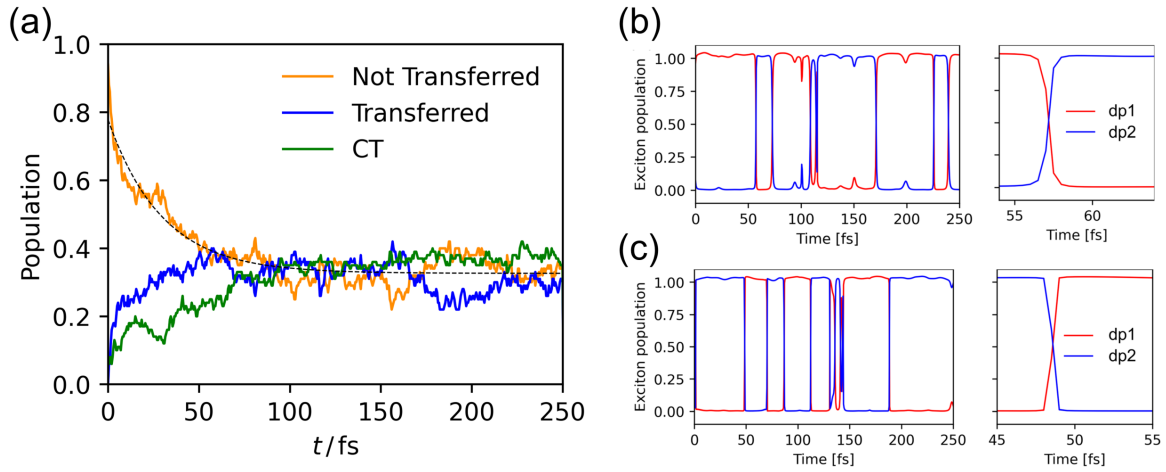 (a)
1.0
0.8
0.6
0.4
0.2
0.0
Population
Not Transferred
Transferred
CT
0
50
100
150
200
250
t/fs
(b)
1.00
0.75
0.50
0.25
0.00
Exciton population
0
50
100
150
200
250
Time [fs]
dp1
dp2
55
60
Time [fs]
(c)
1.00
0.75
0.50
0.25
0.00
Exciton population
0
50
100
150
200
250
Time [fs]
dp1
dp2
45
50
55
Time [fs]